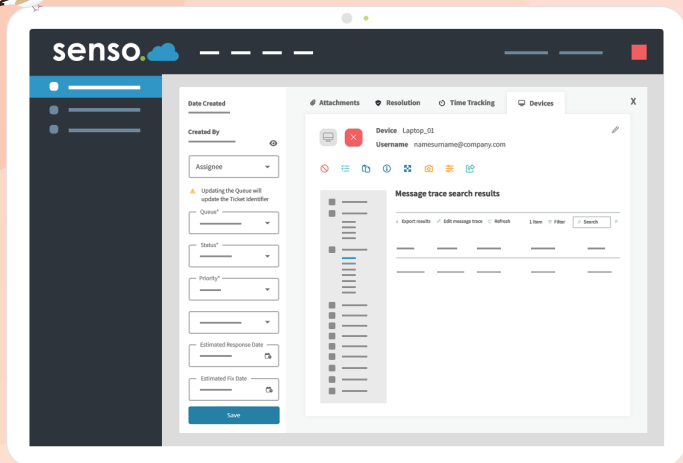 senso.
Date Created
Created By
Assignee
Updating the Queue will
update the Ticket Identifier
Queue*
Status*
Priority*
Estimated Response Date
Estimated Fix Date
Save
Attachments
Resolution
Time Tracking
Devices
X
Device Laptop_01
Username namesurname@company.com
Message trace search results
Export results Edit message trace Refresh 1 item Filter Search